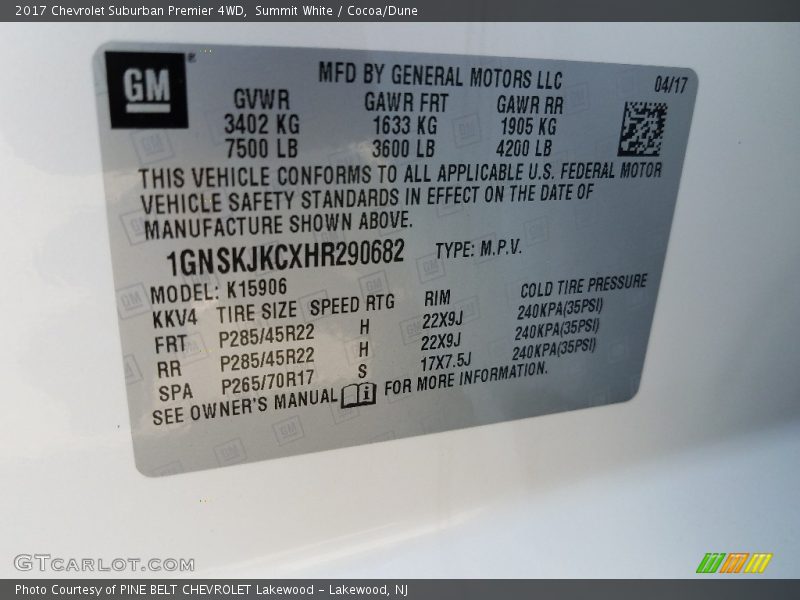 2017 Chevrolet Suburban Premier 4WD, Summit White / Cocoa/Dune
GM®
MFD BY GENERAL MOTORS LLC
04/17
GVWR GAWR FRT GAWR RR
3402 KG 1633 KG 1905 KG
7500 LB 3600 LB 4200 LB
THIS VEHICLE CONFORMS TO ALL APPLICABLE U.S. FEDERAL MOTOR
VEHICLE SAFETY STANDARDS IN EFFECT ON THE DATE OF
MANUFACTURE SHOWN ABOVE.
1GNSKJKCXHR290682 TYPE: M.P.V.
MODEL: K15906
KKV4 TIRE SIZE SPEED RTG RIM COLD TIRE PRESSURE
FRT P285/45R22 H 22X9J 240KPA(35PSI)
RR P285/45R22 H 22X9J 240KPA(35PSI)
SPA P265/70R17 S 17X7.5J 240KPA(35PSI)
SEE OWNER'S MANUAL i FOR MORE INFORMATION.
GTCARLOT.COM
Photo Courtesy of PINE BELT CHEVROLET Lakewood - Lakewood, NJ